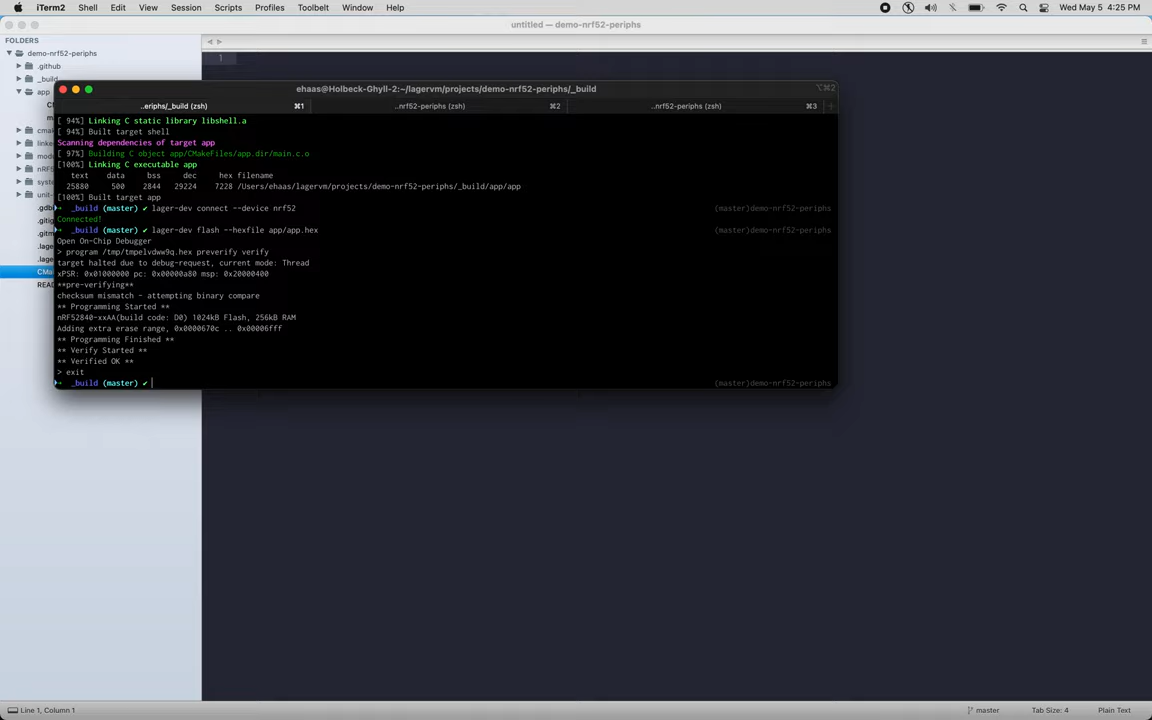 iTerm2 Shell Edit View Session Scripts Profiles Toolbelt Window Help Wed May 5 4:25 PM
untitled — demo-nrf52-periphs
FOLDERS
demo-nrf52-periphs
.github
_build
app
ehaas@Holbeck-Ghyll-2:~/lagervm/projects/demo-nrf52-periphs/_build
⌥⌘2
..eriphs/_build (zsh) ⌘1 ..nrf52-periphs (zsh) ⌘2 ..nrf52-periphs (zsh) ⌘3
[ 94%] Linking C static library libshell.a
[ 94%] Built target shell
Scanning dependencies of target app
[ 97%] Building C object app/CMakeFiles/app.dir/main.c.o
[100%] Linking C executable app
text data bss dec hex filename
25880 500 2844 29224 7228 /Users/ehaas/lagervm/projects/demo-nrf52-periphs/_build/app/app
[100%] Built target app
→ _build (master) ✔ lager-dev connect --device nrf52 (master)demo-nrf52-periphs
Connected!
→ _build (master) ✔ lager-dev flash --hexfile app/app.hex
Open On-Chip Debugger
> program /tmp/tmpelvdww9q.hex preverify verify
target halted due to debug-request, current mode: Thread
xPSR: 0x01000000 pc: 0x00000a80 msp: 0x20000400
**pre-verifying**
checksum mismatch - attempting binary compare
** Programming Started **
nRF52840-xxAA(build code: D0) 1024kB Flash, 256kB RAM
Adding extra erase range, 0x0000670c .. 0x00006fff
** Programming Finished **
** Verify Started **
** Verified OK **
> exit
→ _build (master) ✔ (master)demo-nrf52-periphs
1
Line 1, Column 1 master Tab Size: 4 Plain Text